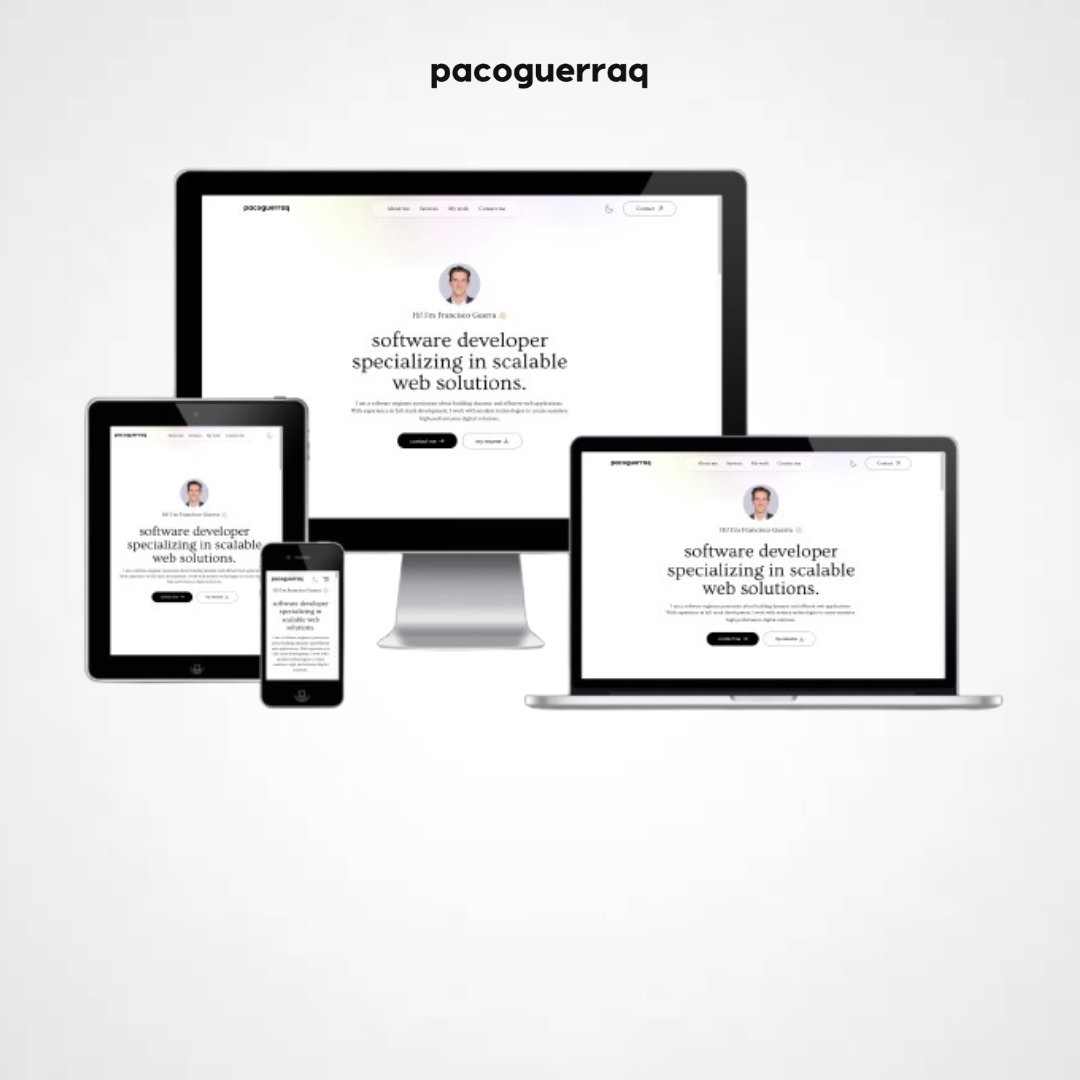 pacoguerraq
pacoguerraq
About me Services My work Contact me
Contact
Hi! I'm Francisco Guerra 👋🏻
software developer
specializing in scalable
web solutions.
I am a software engineer passionate about building dynamic and efficient web applications.
With experience in full stack development, I work with modern technologies to create seamless,
high-performance digital solutions.
contact me → my resume
pacoguerraq
About me Services My work Contact me
Hi! I'm Francisco Guerra
software developer
specializing in scalable
web solutions.
contact me → my resume
pacoguerraq
Hi! I'm Francisco Guerra
software developer
specializing in
scalable web
solutions.
pacoguerraq
About me Services My work Contact me
Contact
Hi! I'm Francisco Guerra
software developer
specializing in scalable
web solutions.
I am a software engineer passionate about building dynamic and efficient web applications.
With experience in full stack development, I work with modern technologies to create seamless,
high-performance digital solutions.
contact me → my resume